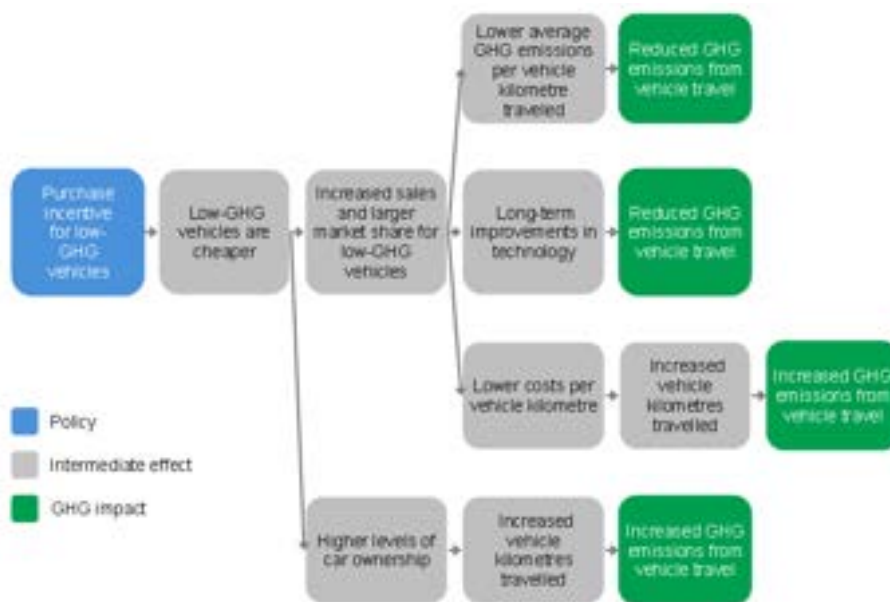 Lower average
GHG emissions
per vehicle
kilometre
traveled
Reduced GHG
emissions from
vehicle travel
Purchase
incentive
for low-
GHG
vehicles
Low-GHG
vehicles are
cheaper
Increased sales
and larger
market share for
low-GHG
vehicles
Long-term
improvements in
technology
Reduced GHG
emissions from
vehicle travel
Lower costs per
vehicle kilometre
Increased
vehicle
kilometres
travelled
Increased GHG
emissions from
vehicle travel
Policy
Intermediate effect
GHG impact
Higher levels of
car ownership
Increased
vehicle
kilometres
travelled
Increased GHG
emissions from
vehicle travel